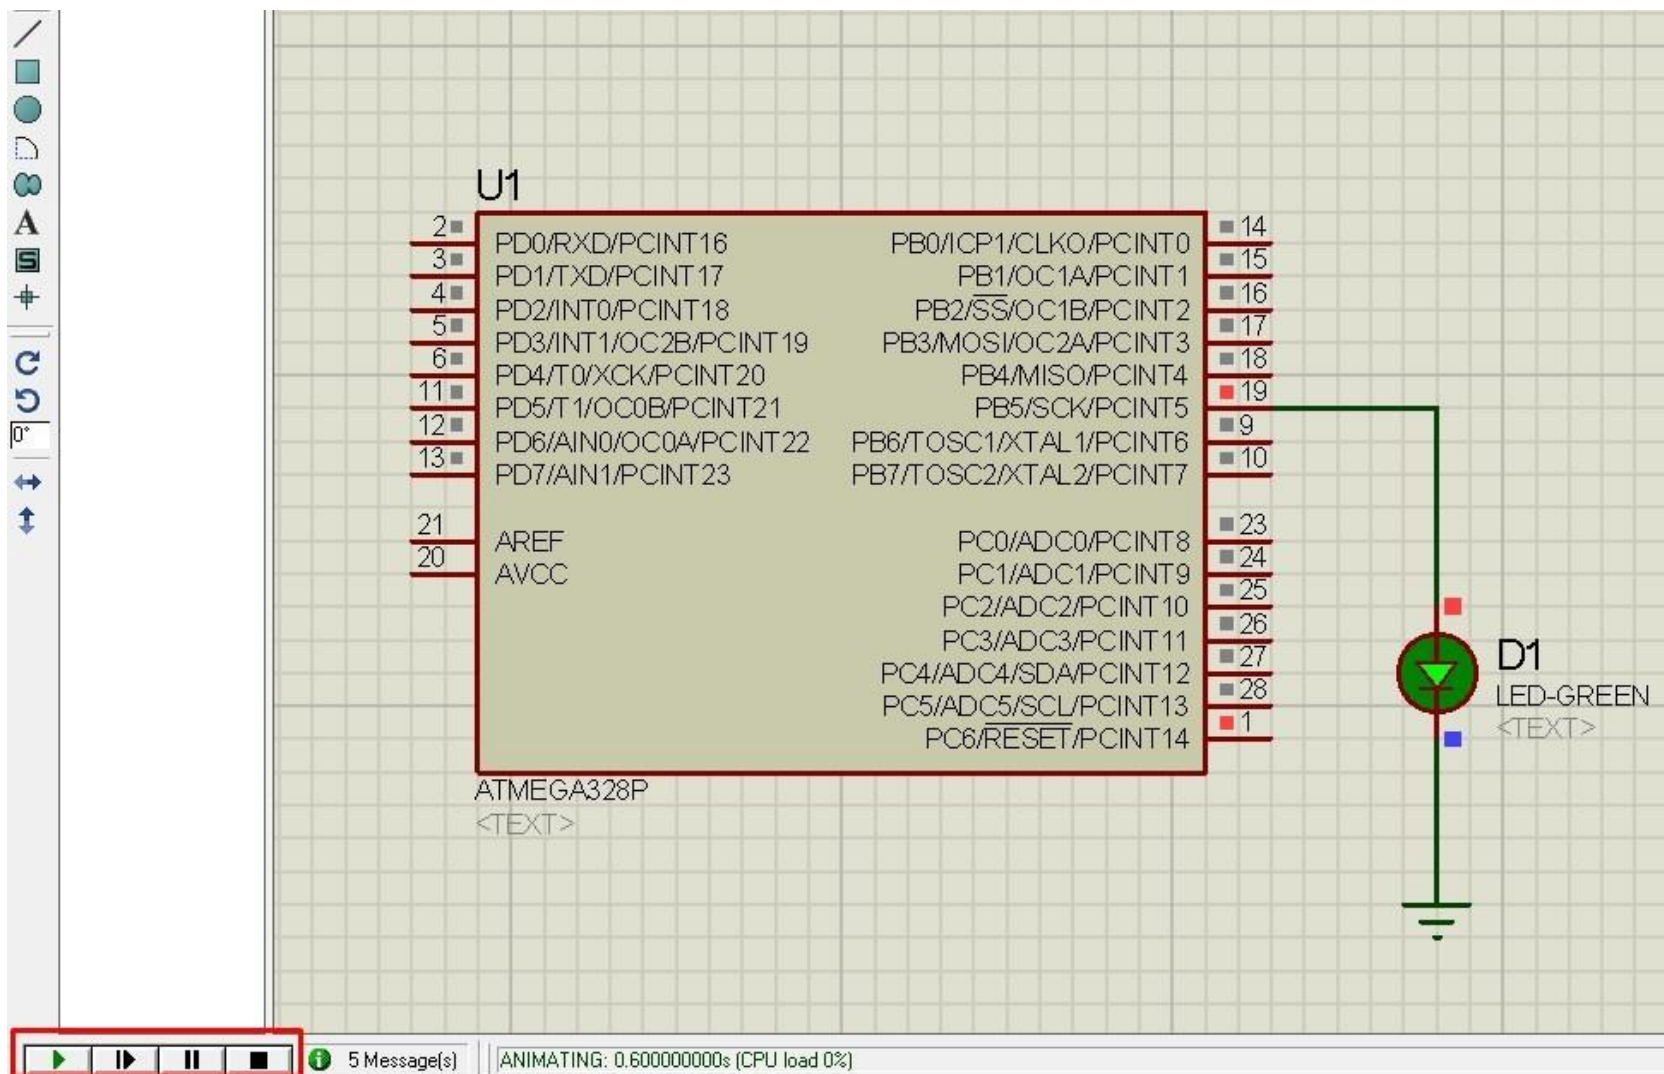 A
S
0°
U1
2
PD0/RXD/PCINT16
3
PD1/TXD/PCINT17
4
PD2/INT0/PCINT18
5
PD3/INT1/OC2B/PCINT19
6
PD4/T0/XCK/PCINT20
11
PD5/T1/OC0B/PCINT21
12
PD6/AIN0/OC0A/PCINT22
13
PD7/AIN1/PCINT23
21
AREF
20
AVCC
PB0/ICP1/CLKO/PCINT0
14
PB1/OC1A/PCINT1
15
PB2/SS/OC1B/PCINT2
16
PB3/MOSI/OC2A/PCINT3
17
PB4/MISO/PCINT4
18
PB5/SCK/PCINT5
19
PB6/TOSC1/XTAL1/PCINT6
9
PB7/TOSC2/XTAL2/PCINT7
10
PC0/ADC0/PCINT8
23
PC1/ADC1/PCINT9
24
PC2/ADC2/PCINT10
25
PC3/ADC3/PCINT11
26
PC4/ADC4/SDA/PCINT12
27
PC5/ADC5/SCL/PCINT13
28
PC6/RESET/PCINT14
1
ATMEGA328P
<TEXT>
D1
LED-GREEN
<TEXT>
5 Message(s)
ANIMATING: 0.600000000s (CPU load 0%)